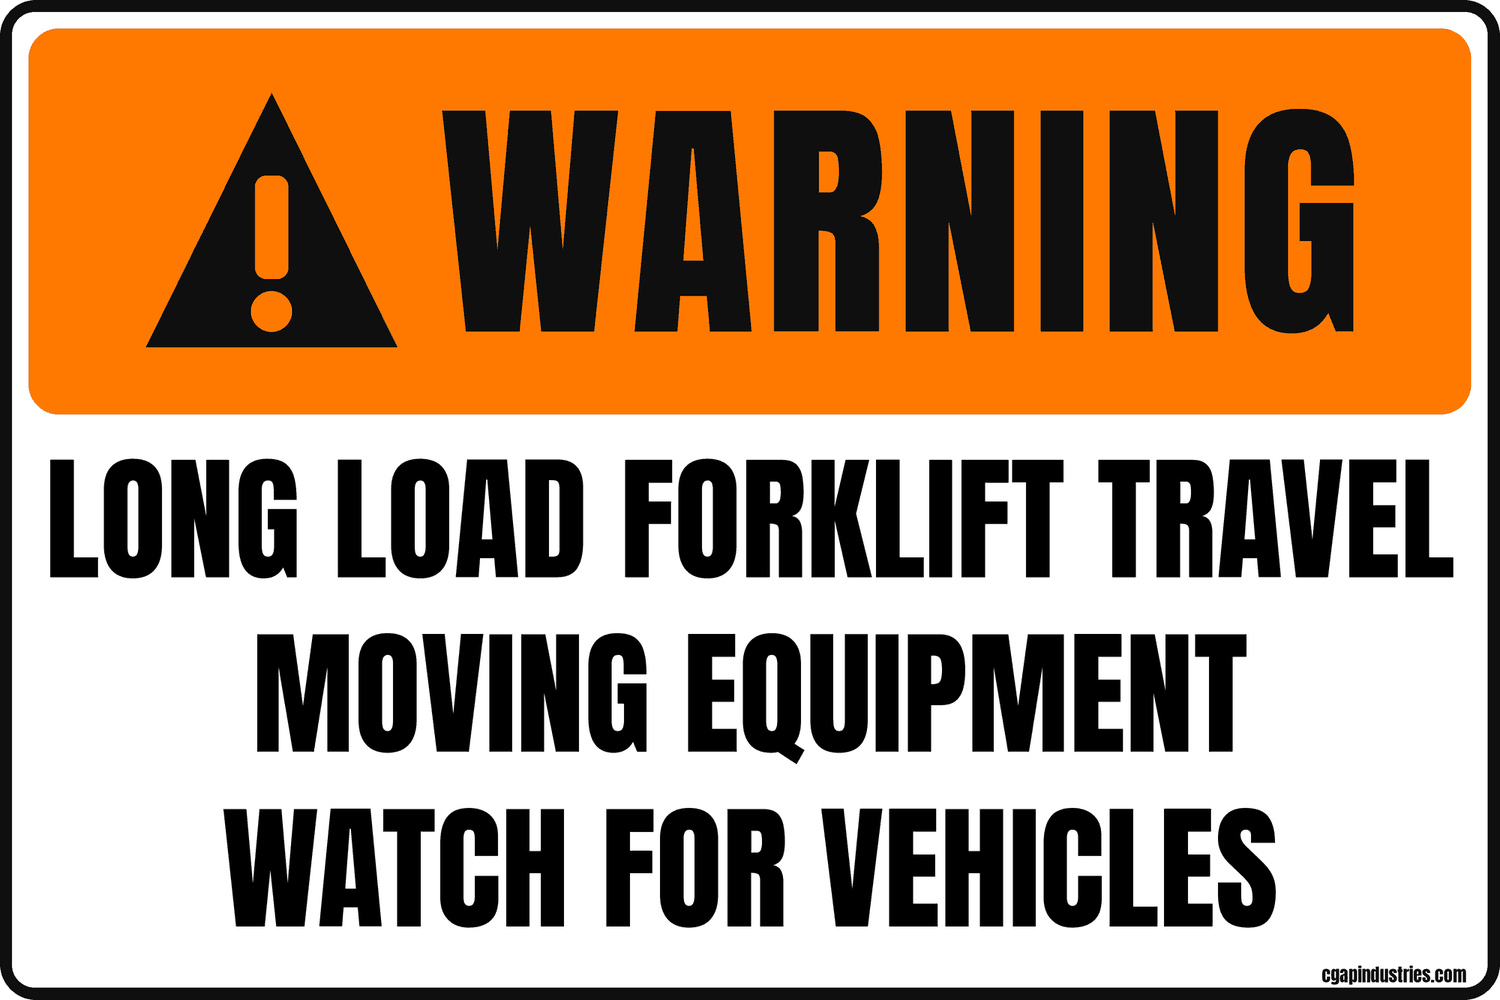 WARNING
LONG LOAD FORKLIFT TRAVEL
MOVING EQUIPMENT
WATCH FOR VEHICLES
cgapindustries.com